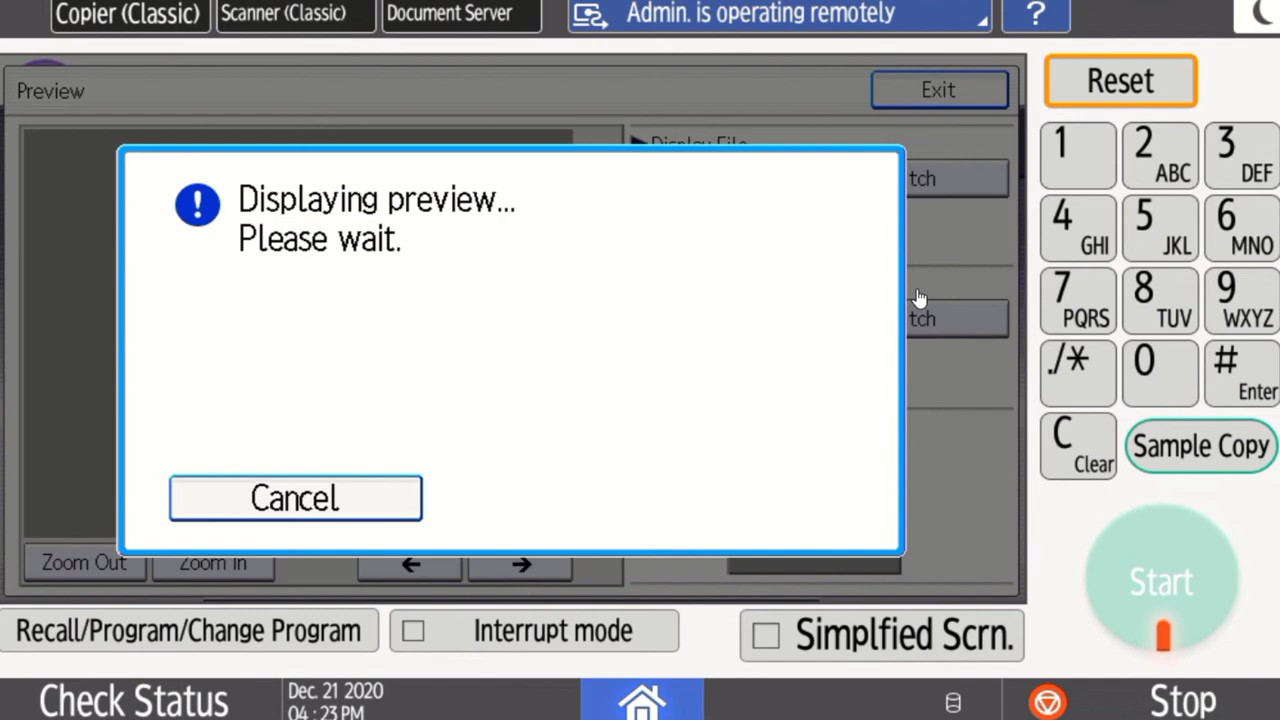 Copier (Classic)
Scanner (Classic)
Document Server
Admin. is operating remotely
?
Preview
Exit
Display File
tch
Displaying preview...
Please wait.
tch
Cancel
Zoom Out
Zoom In
Reset
1
2 ABC
3 DEF
4 GHI
5 JKL
6 MNO
7 PQRS
8 TUV
9 WXYZ
./*
0
# Enter
C Clear
Sample Copy
Start
Recall/Program/Change Program
Interrupt mode
Simplfied Scrn.
Check Status
Dec. 21 2020
04 : 23 PM
Stop